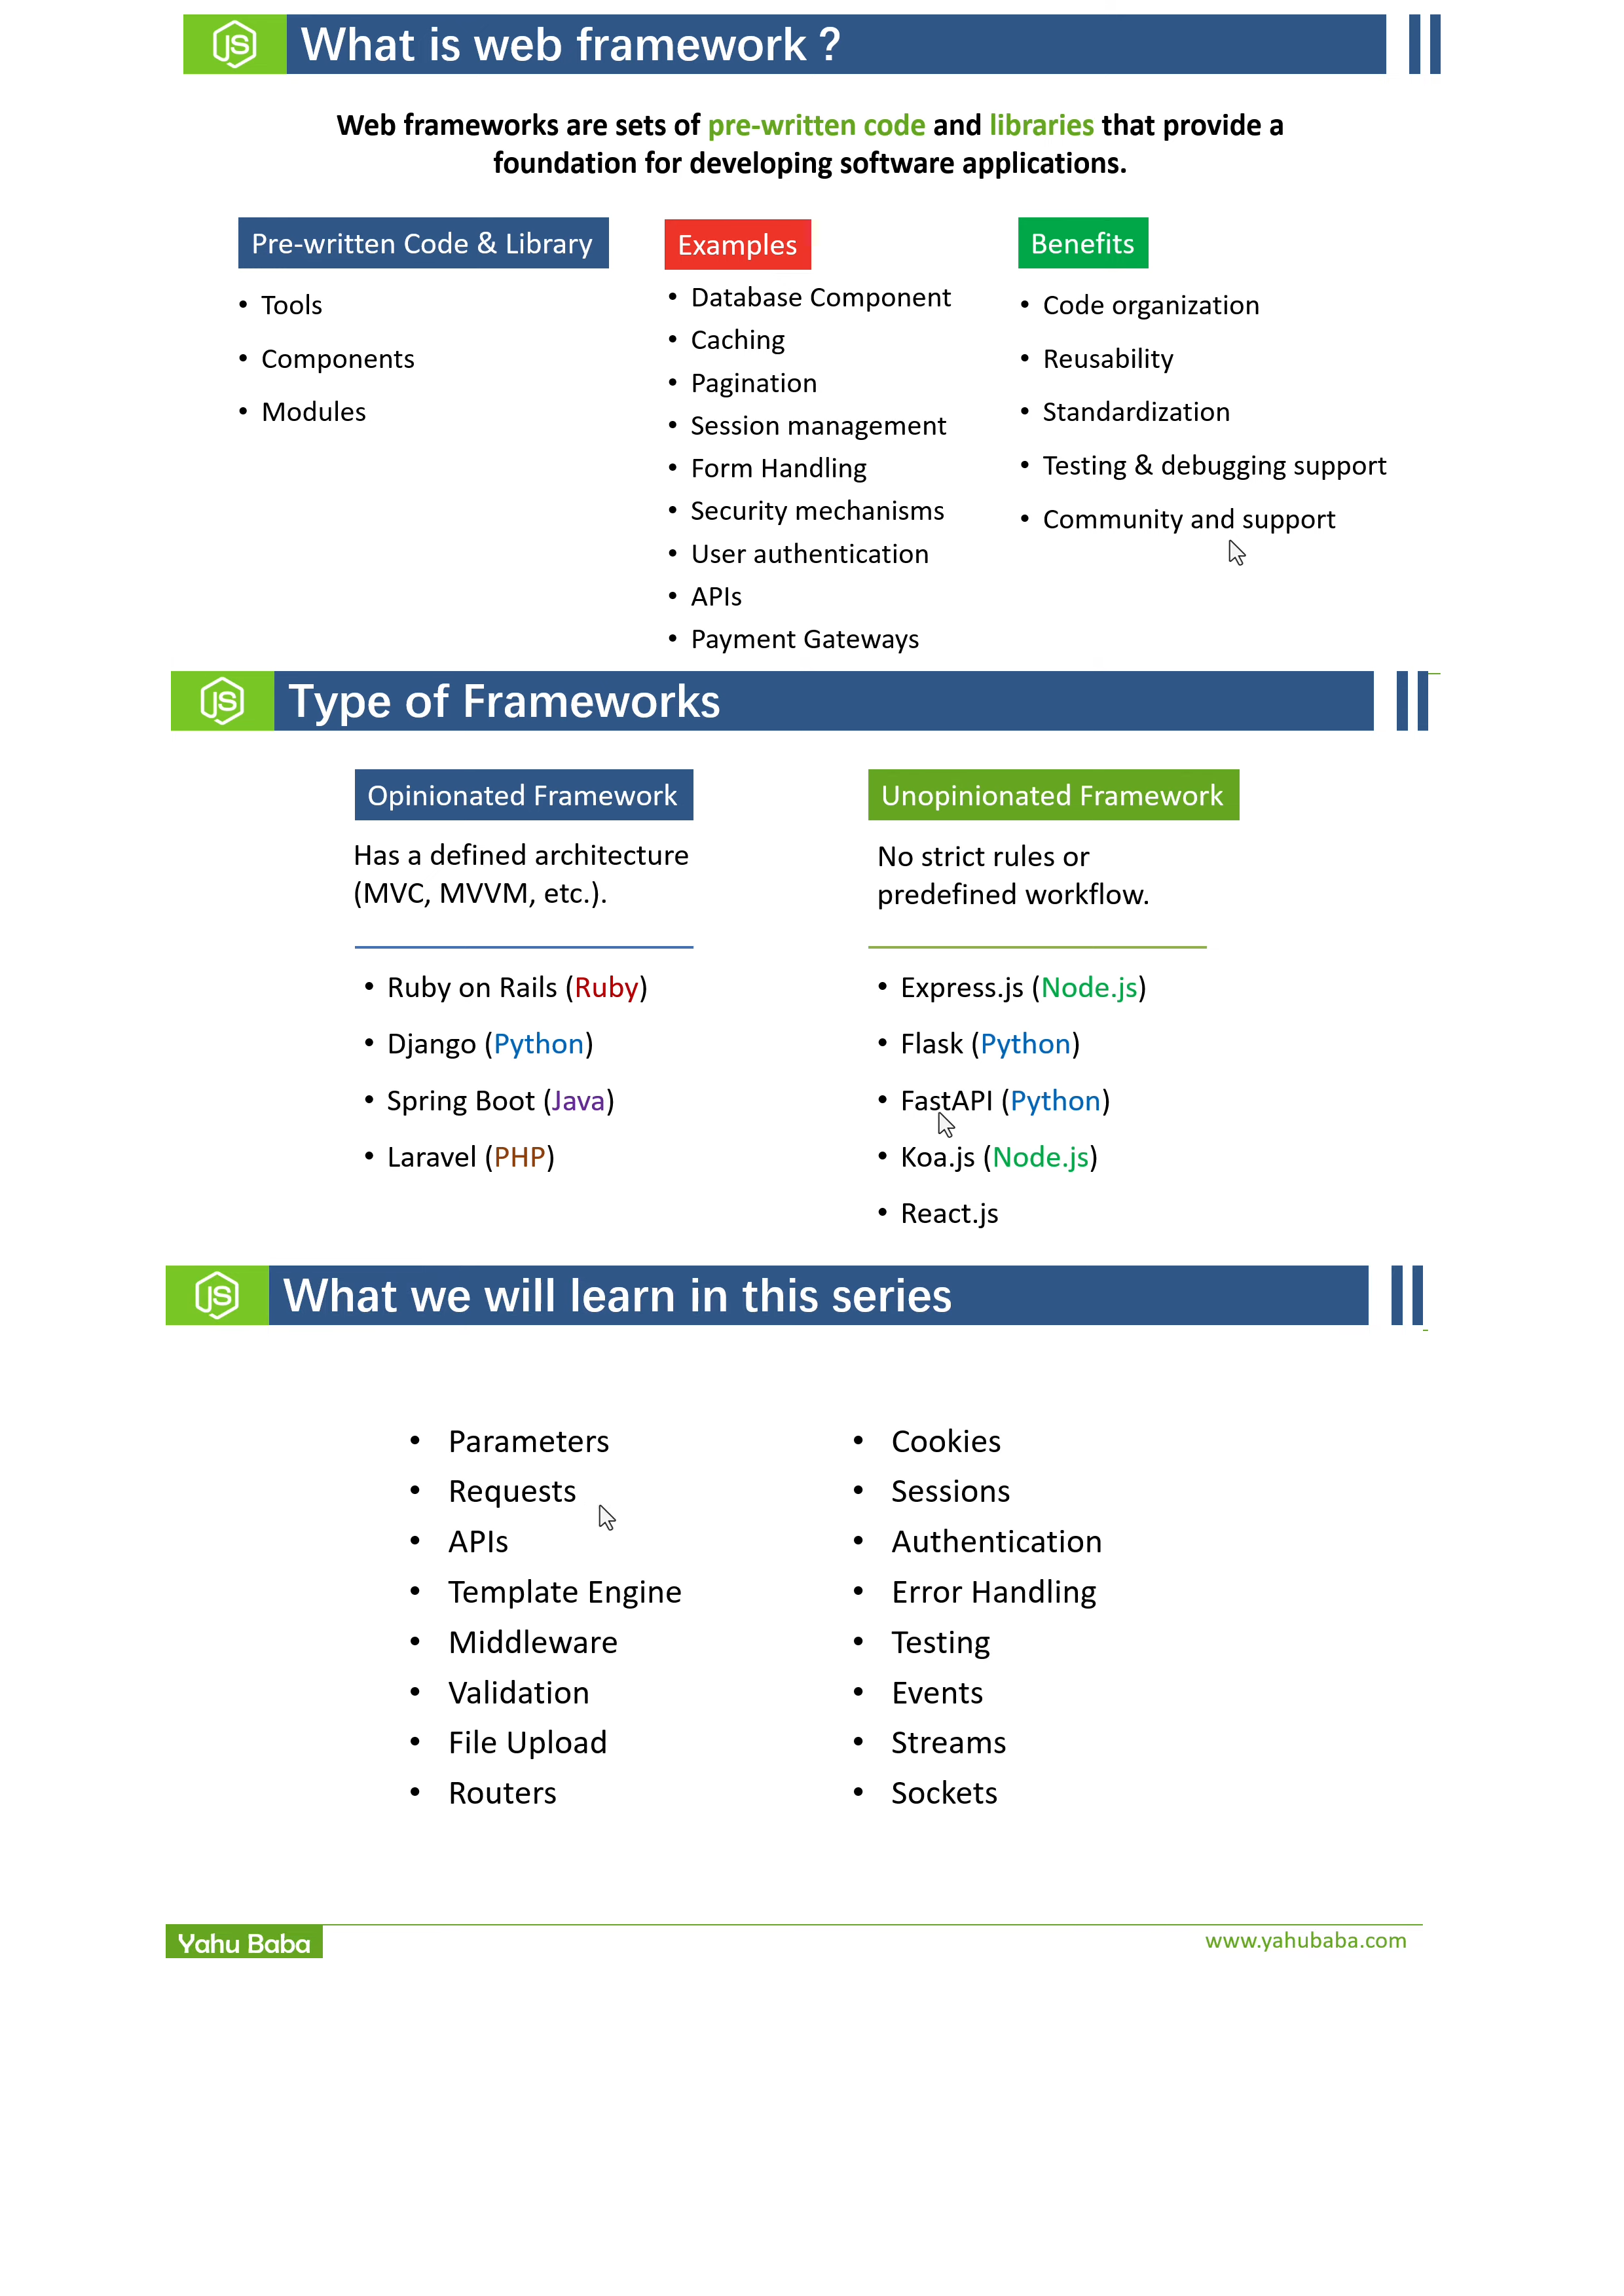 JS What is web framework ?
Web frameworks are sets of pre-written code and libraries that provide a
foundation for developing software applications.
Pre-written Code & Library
• Tools
• Components
• Modules
Examples
• Database Component
• Caching
• Pagination
• Session management
• Form Handling
• Security mechanisms
• User authentication
• APIs
• Payment Gateways
Benefits
• Code organization
• Reusability
• Standardization
• Testing & debugging support
• Community and support
JS Type of Frameworks
Opinionated Framework
Has a defined architecture
(MVC, MVVM, etc.).
• Ruby on Rails (Ruby)
• Django (Python)
• Spring Boot (Java)
• Laravel (PHP)
Unopinionated Framework
No strict rules or
predefined workflow.
• Express.js (Node.js)
• Flask (Python)
• FastAPI (Python)
• Koa.js (Node.js)
• React.js
JS What we will learn in this series
• Parameters
• Requests
• APIs
• Template Engine
• Middleware
• Validation
• File Upload
• Routers
• Cookies
• Sessions
• Authentication
• Error Handling
• Testing
• Events
• Streams
• Sockets
Yahu Baba
www.yahubaba.com